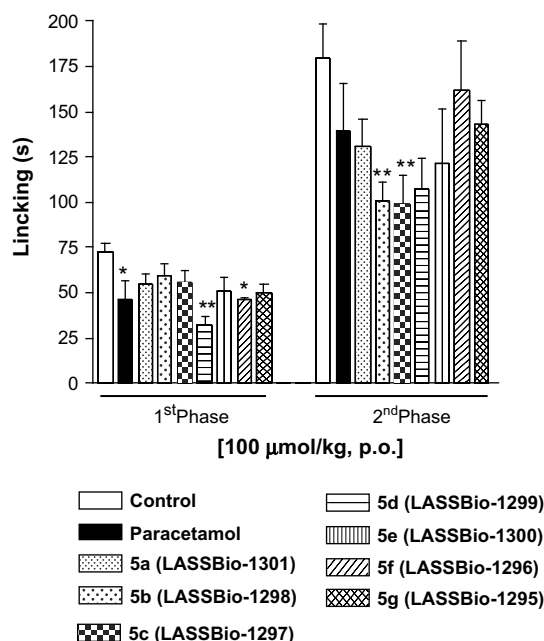 200
175
150
125
100
75
50
25
0
Lincking (s)
*
**
*
**
**
1stPhase
2ndPhase
[100 μmol/kg, p.o.]
Control
Paracetamol
5a (LASSBio-1301)
5b (LASSBio-1298)
5c (LASSBio-1297)
5d (LASSBio-1299)
5e (LASSBio-1300)
5f (LASSBio-1296)
5g (LASSBio-1295)